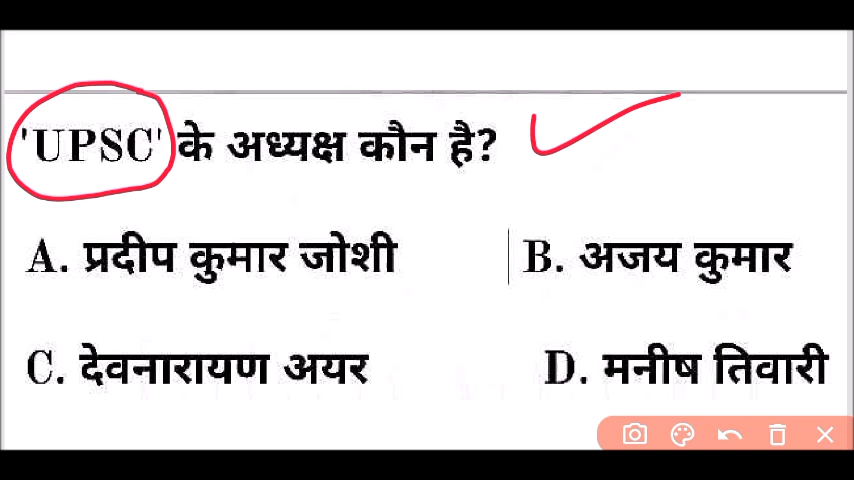 'UPSC' के अध्यक्ष कौन है?
A. प्रदीप कुमार जोशी B. अजय कुमार
C. देवनारायण अयर D. मनीष तिवारी